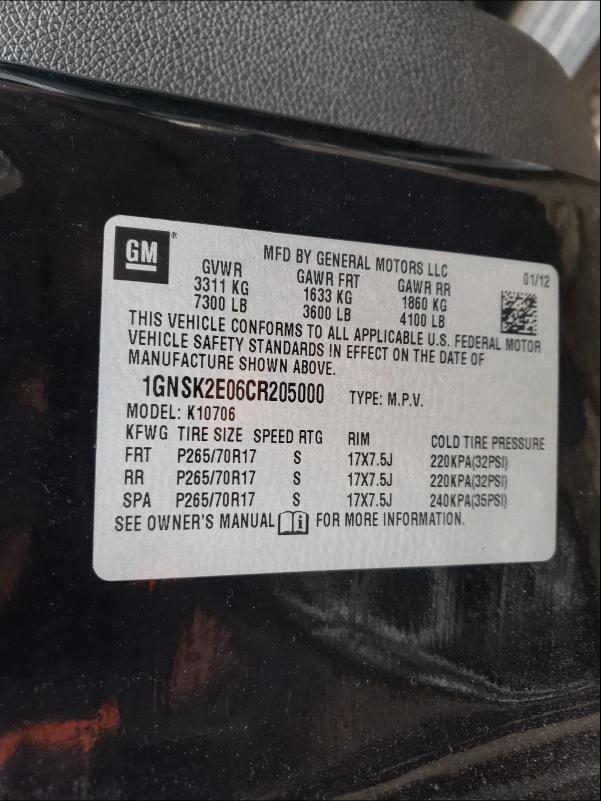 GM®
MFD BY GENERAL MOTORS LLC 01/12
GVWR GAWR FRT GAWR RR
3311 KG 1633 KG 1860 KG
7300 LB 3600 LB 4100 LB
THIS VEHICLE CONFORMS TO ALL APPLICABLE U.S. FEDERAL MOTOR
VEHICLE SAFETY STANDARDS IN EFFECT ON THE DATE OF
MANUFACTURE SHOWN ABOVE.
1GNSK2E06CR205000 TYPE: M.P.V.
MODEL: K10706
KFWG TIRE SIZE SPEED RTG RIM COLD TIRE PRESSURE
FRT P265/70R17 S 17X7.5J 220KPA(32PSI)
RR P265/70R17 S 17X7.5J 220KPA(32PSI)
SPA P265/70R17 S 17X7.5J 240KPA(35PSI)
SEE OWNER'S MANUAL i FOR MORE INFORMATION.